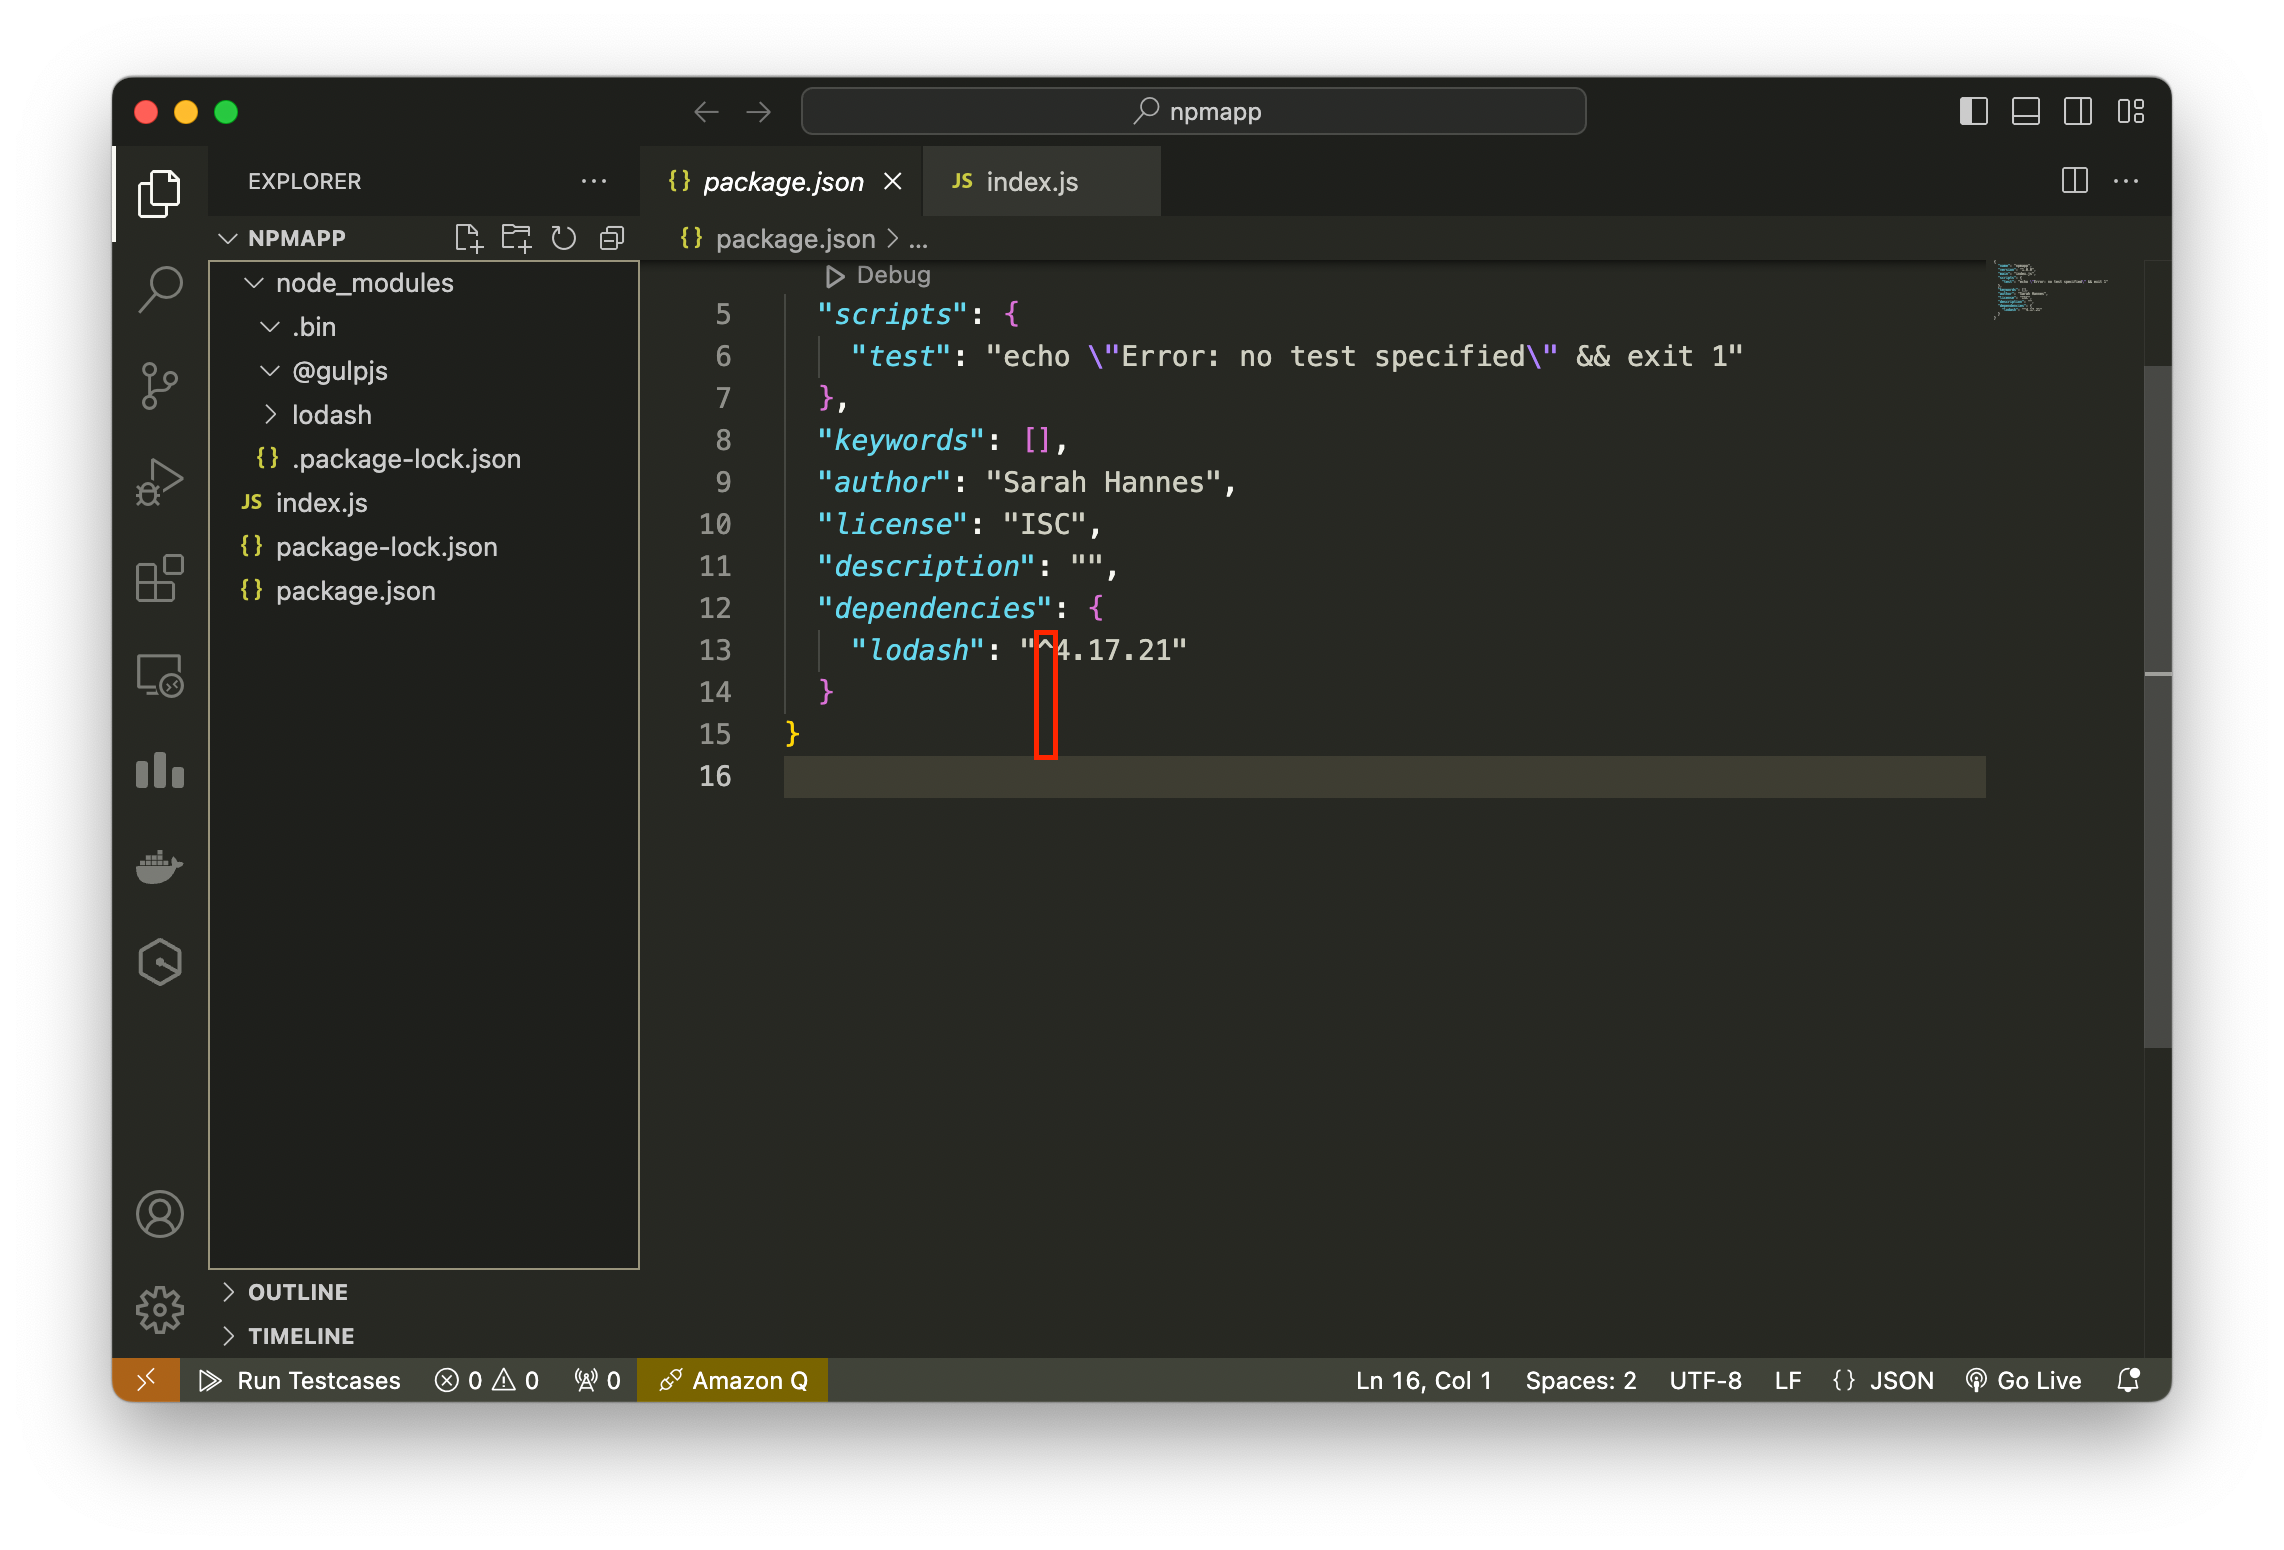 npmapp
EXPLORER
package.json
JS index.js
NPMAPP
{} package.json > ...
node_modules
.bin
@gulpjs
lodash
{} .package-lock.json
JS index.js
{} package-lock.json
{} package.json
Debug
5 "scripts": {
6 "test": "echo \"Error: no test specified\" && exit 1"
7 },
8 "keywords": [],
9 "author": "Sarah Hannes",
10 "license": "ISC",
11 "description": "",
12 "dependencies": {
13 "lodash": "^4.17.21"
14 }
15 }
16
OUTLINE
TIMELINE
Run Testcases 0 0 0 Amazon Q Ln 16, Col 1 Spaces: 2 UTF-8 LF {} JSON Go Live